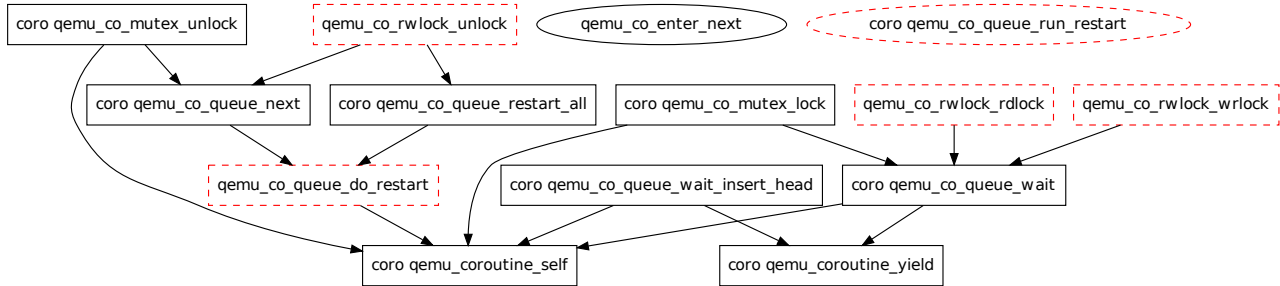 coro qemu_co_mutex_unlock
qemu_co_rwlock_unlock
qemu_co_enter_next
coro qemu_co_queue_run_restart
coro qemu_co_queue_next
coro qemu_co_queue_restart_all
coro qemu_co_mutex_lock
qemu_co_rwlock_rdlock
qemu_co_rwlock_wrlock
qemu_co_queue_do_restart
coro qemu_co_queue_wait_insert_head
coro qemu_co_queue_wait
coro qemu_coroutine_self
coro qemu_coroutine_yield